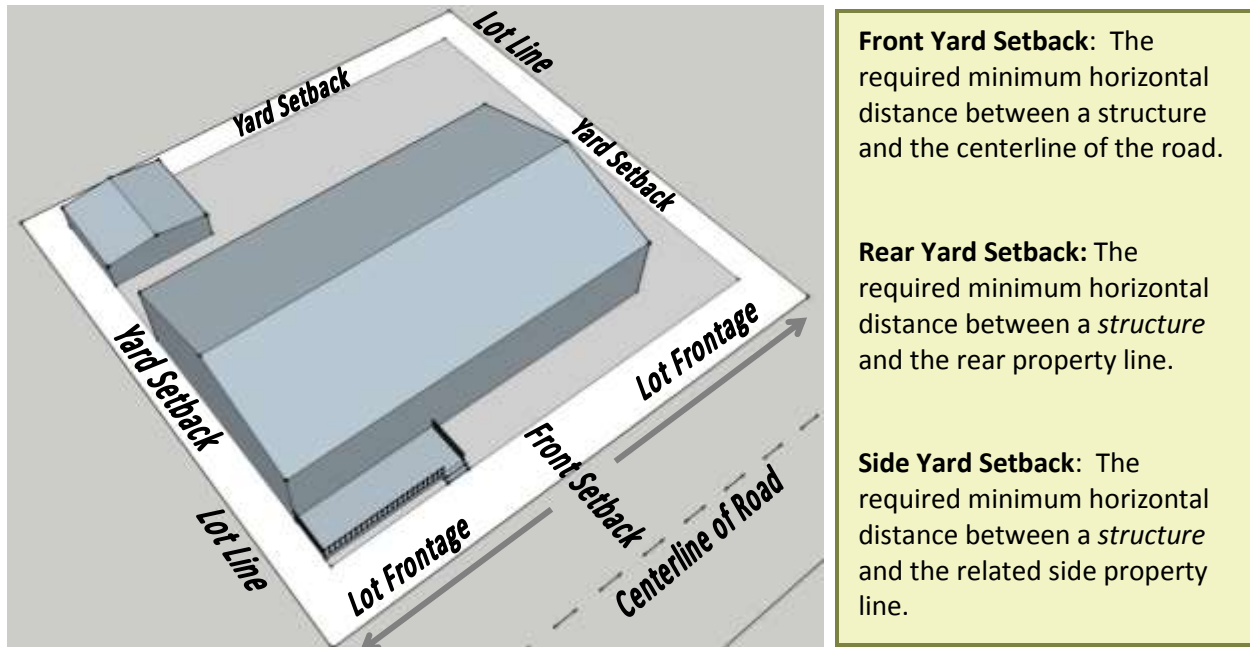 Lot Line
Yard Setback
Yard Setback
Yard Setback
Lot Frontage
Front Setback
Lot Line
Lot Frontage
Centerline of Road
Front Yard Setback: The
required minimum horizontal
distance between a structure
and the centerline of the road.
Rear Yard Setback: The
required minimum horizontal
distance between a structure
and the rear property line.
Side Yard Setback: The
required minimum horizontal
distance between a structure
and the related side property
line.